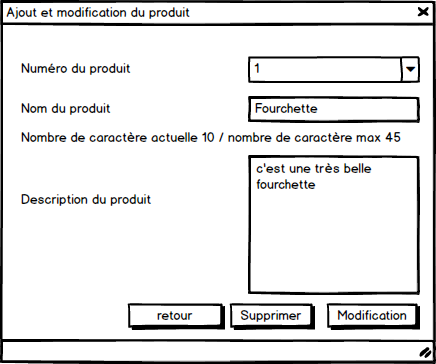 Ajout et modification du produit
Numéro du produit
1
Nom du produit
Fourchette
Nombre de caractère actuelle 10 / nombre de caractère max 45
Description du produit
c'est une très belle
fourchette
retour
Supprimer
Modification